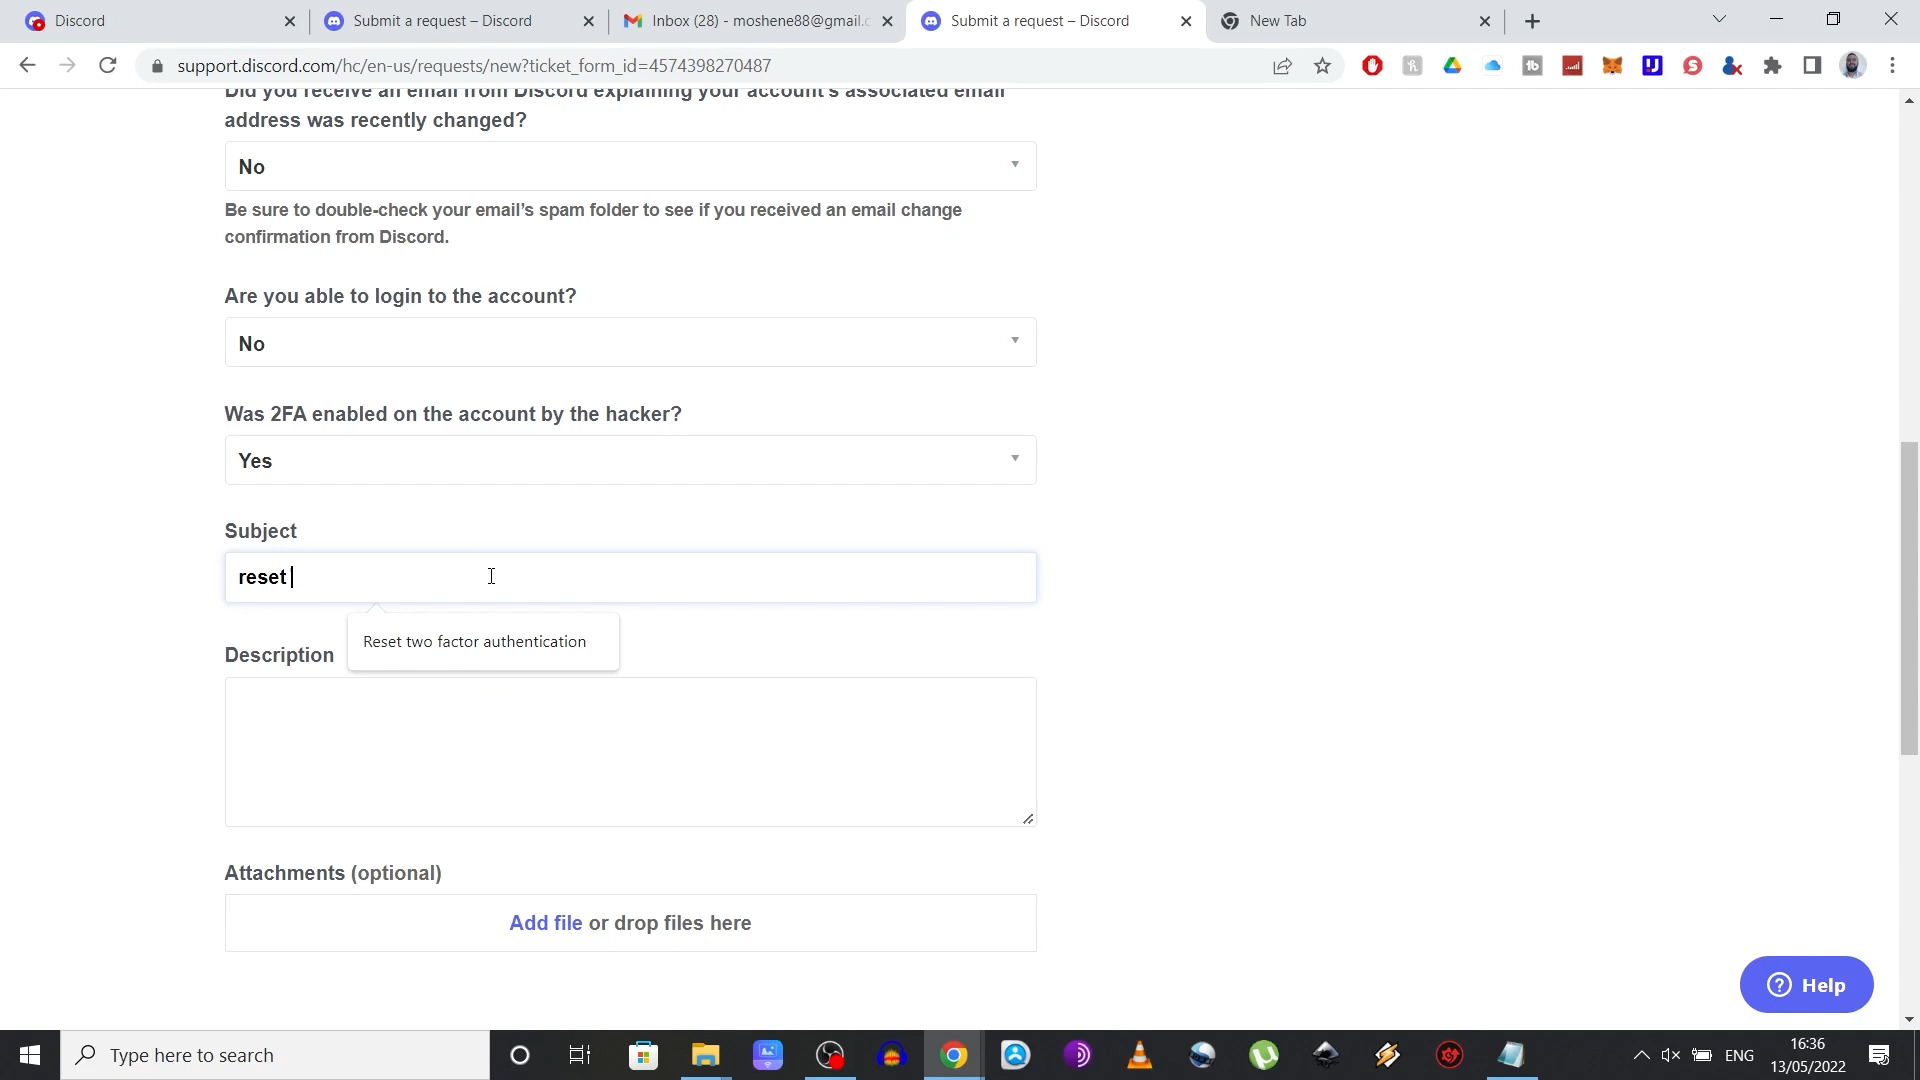 Discord
Submit a request – Discord
Inbox (28) - moshene88@gmail.c
Submit a request – Discord
New Tab
support.discord.com/hc/en-us/requests/new?ticket_form_id=4574398270487
Did you receive an email from Discord explaining your account's associated email
address was recently changed?
No
Be sure to double-check your email’s spam folder to see if you received an email change
confirmation from Discord.
Are you able to login to the account?
No
Was 2FA enabled on the account by the hacker?
Yes
Subject
reset
Reset two factor authentication
Description
Attachments (optional)
Add file or drop files here
Help
Type here to search
ENG
16:36
13/05/2022